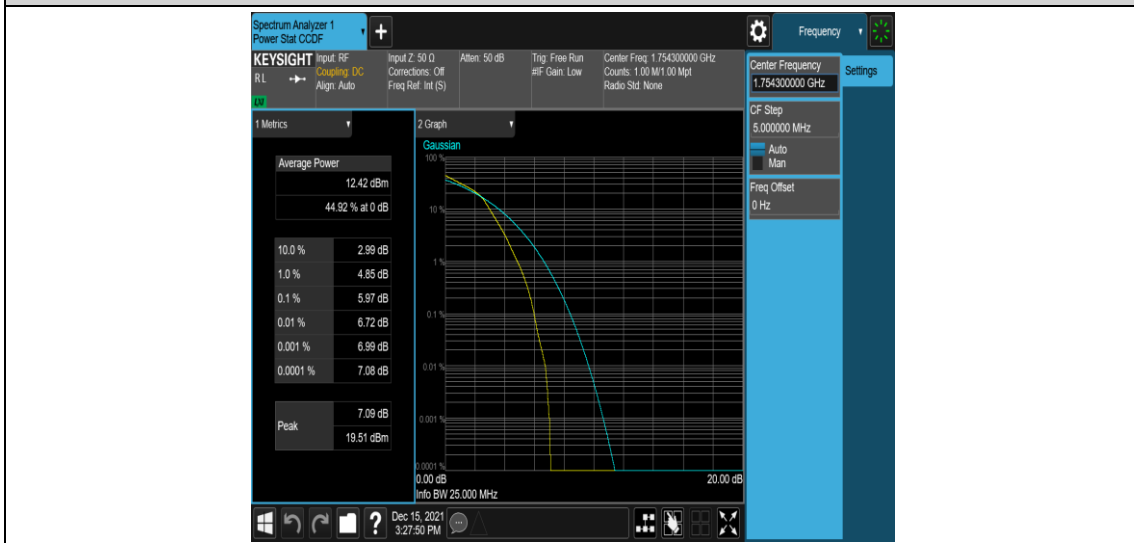 Spectrum Analyzer 1
Power Stat CCDF
+
Frequency
KEYSIGHT
RL
LXI
Input: RF
Coupling: DC
Align: Auto
Input Z: 50 Ω
Corrections: Off
Freq Ref: Int (S)
Atten: 50 dB
Trig: Free Run
#IF Gain: Low
Center Freq: 1.754300000 GHz
Counts: 1.00 M/1.00 Mpt
Radio Std: None
Center Frequency
1.754300000 GHz
Settings
CF Step
5.000000 MHz
Auto
Man
Freq Offset
0 Hz
1 Metrics
Average Power
12.42 dBm
44.92 % at 0 dB
10.0 % 2.99 dB
1.0 % 4.85 dB
0.1 % 5.97 dB
0.01 % 6.72 dB
0.001 % 6.99 dB
0.0001 % 7.08 dB
Peak
7.09 dB
19.51 dBm
2 Graph
Gaussian
100 %
10 %
1 %
0.1 %
0.01 %
0.001 %
0.0001 %
0.00 dB 20.00 dB
Info BW 25.000 MHz
?
Dec 15, 2021
3:27:50 PM